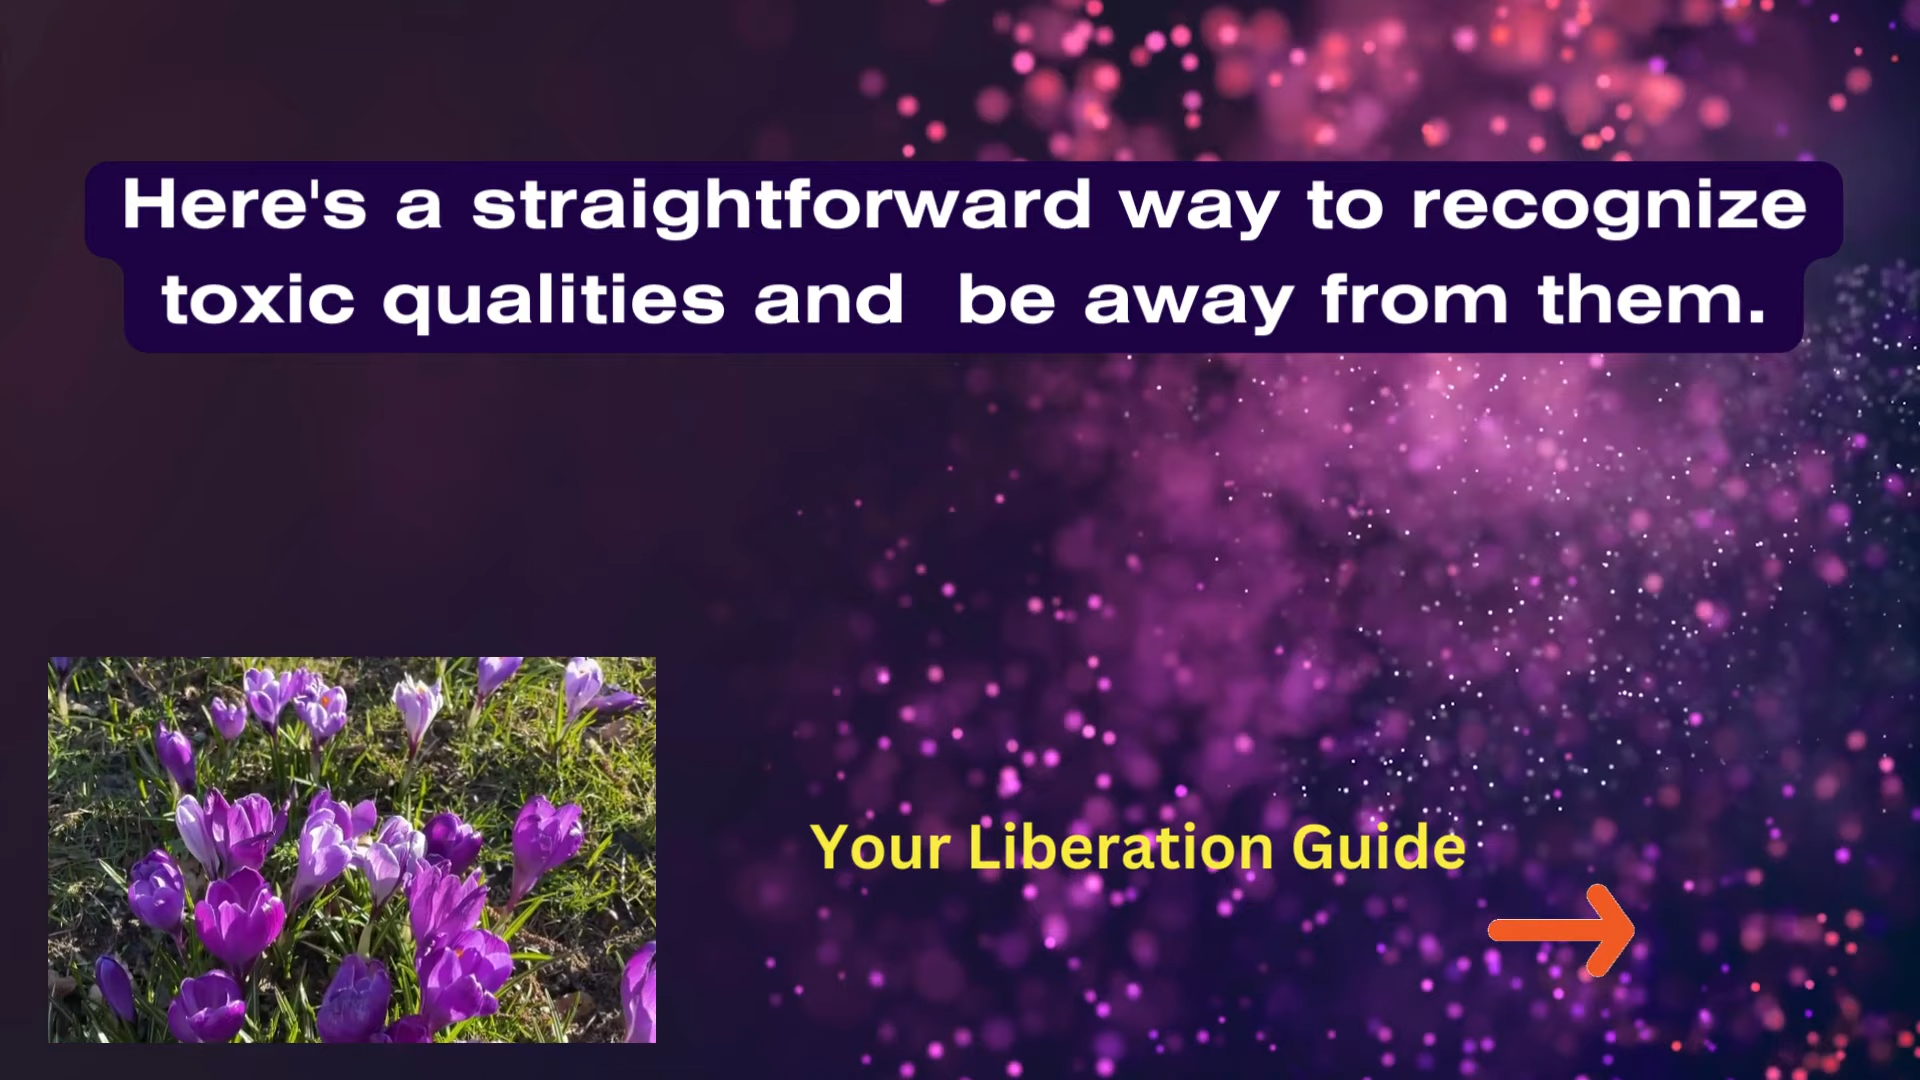 Here's a straightforward way to recognize
toxic qualities and  be away from them.
Your Liberation Guide